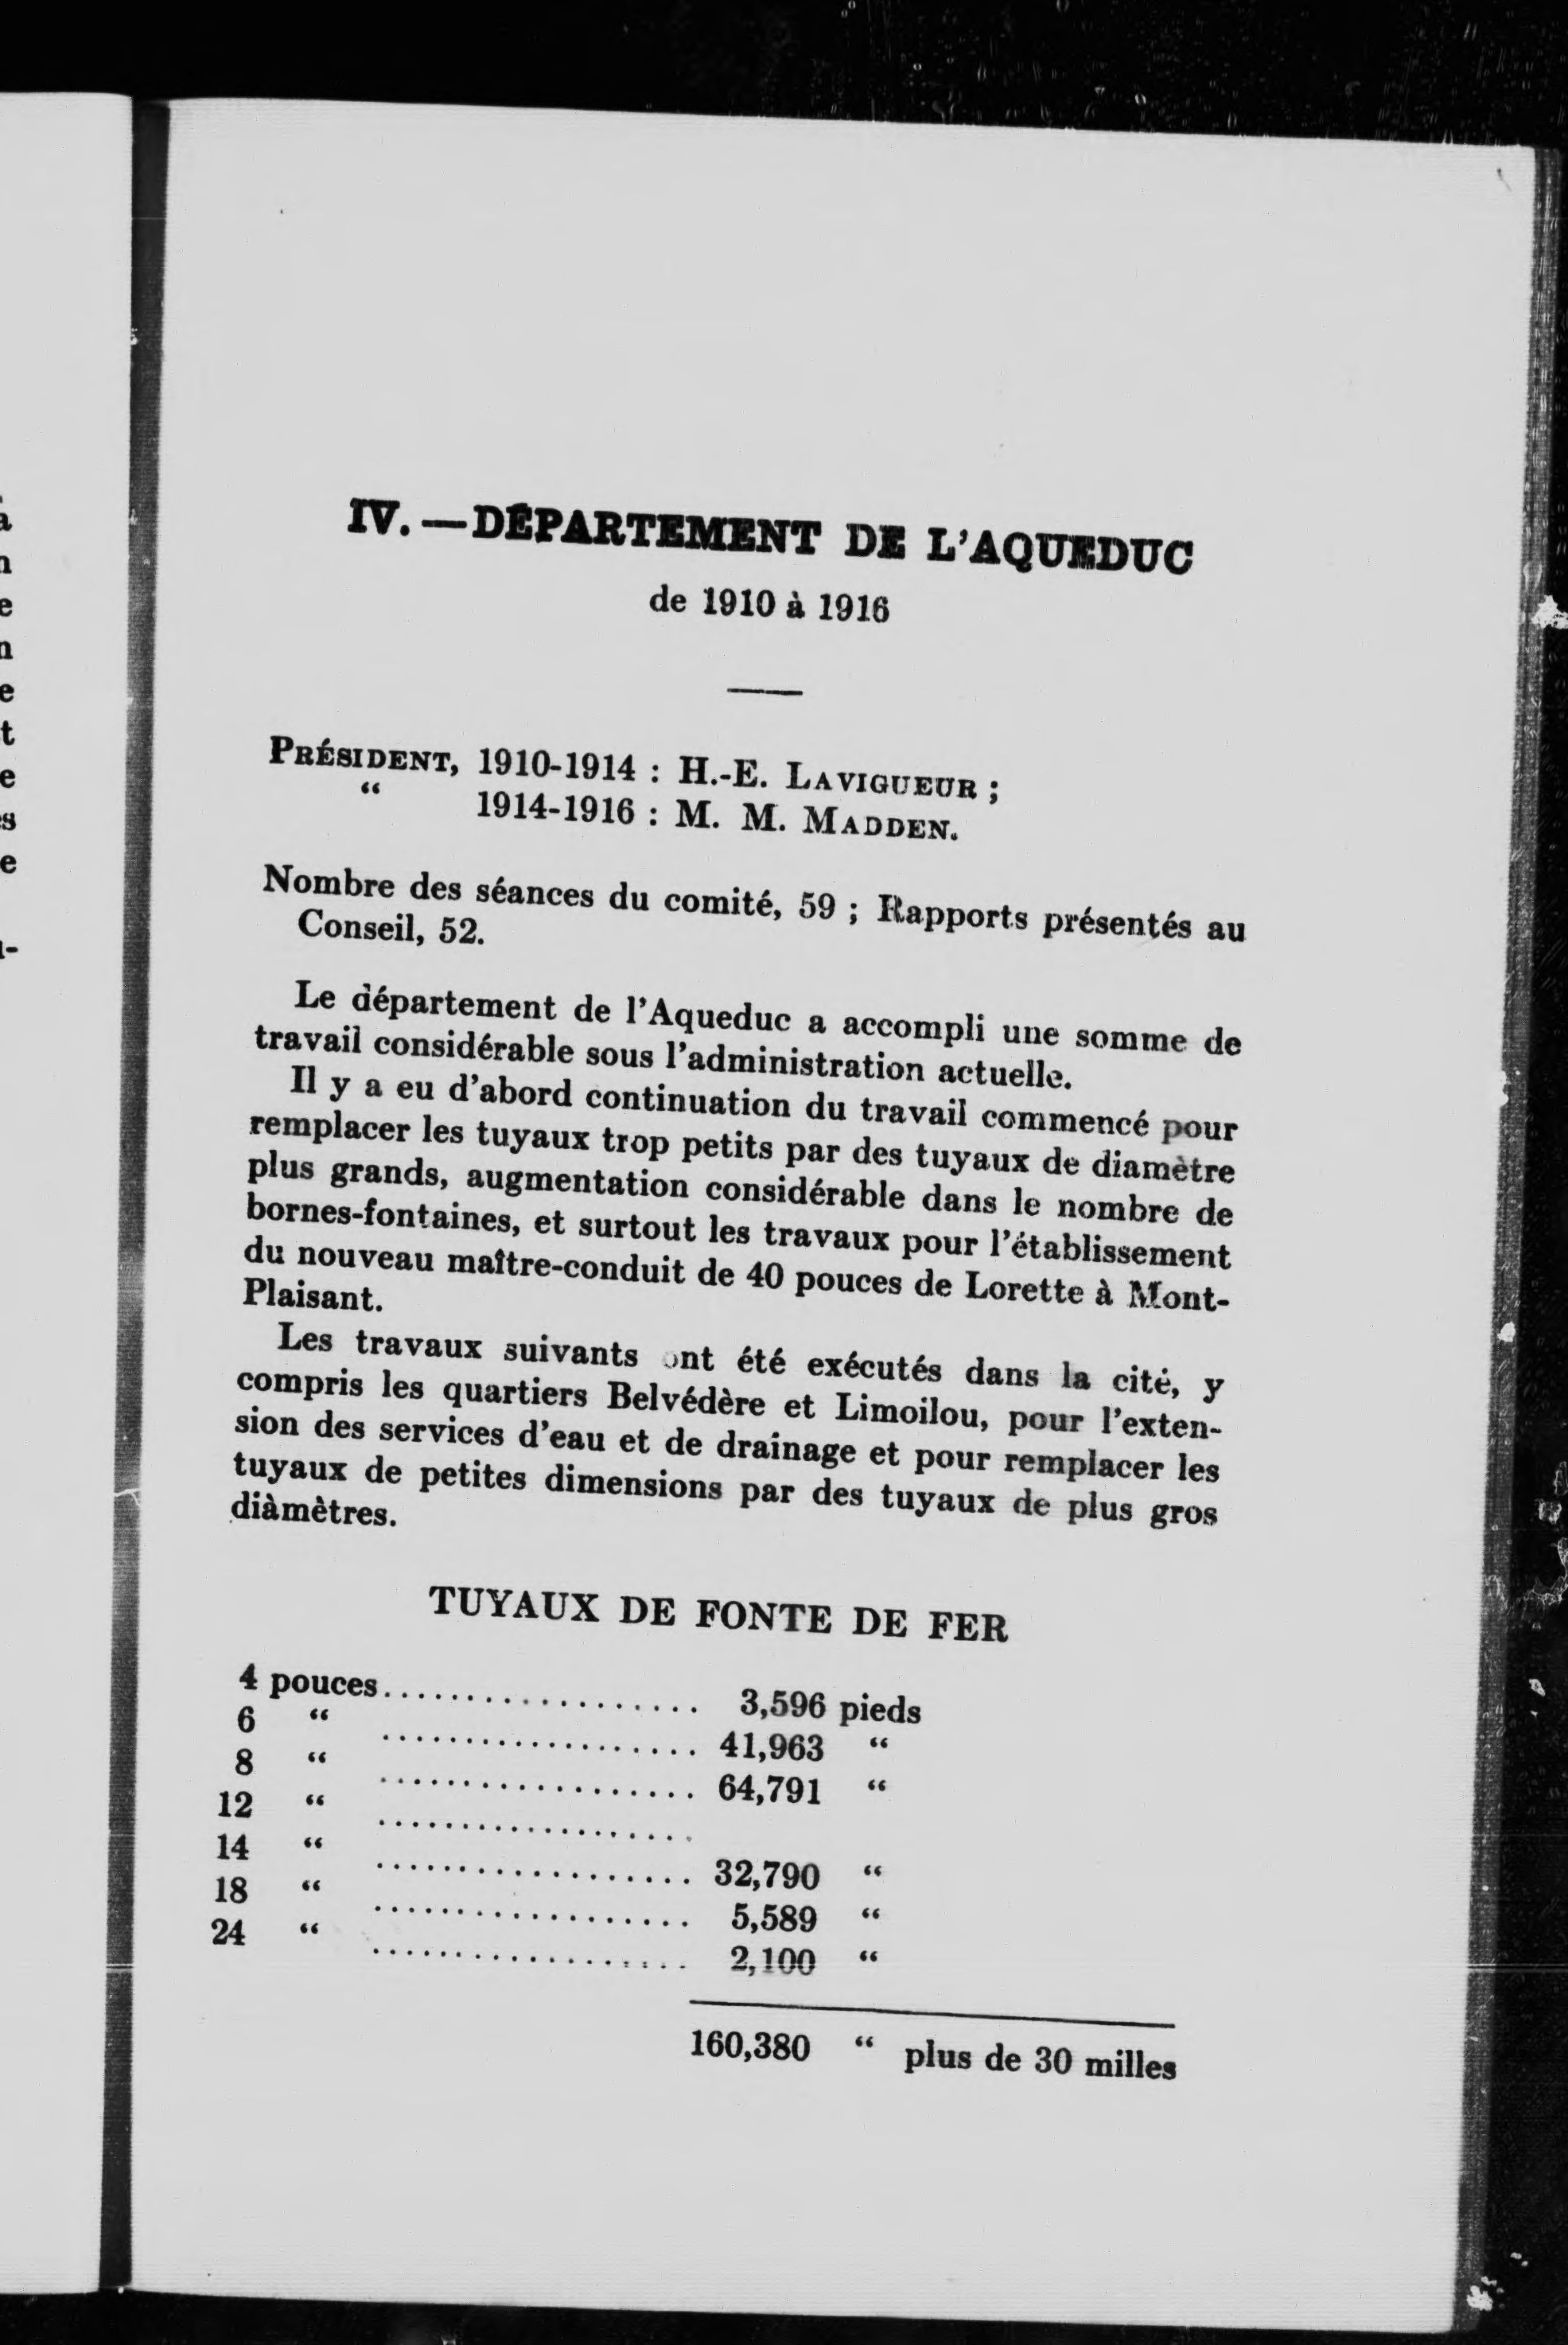 IV.—DÉPARTEMENT DE L'AQUEDUC
de 1910 à 1916
PRÉSIDENT, 1910-1914 : H.-E. LAVIGUEUR ;
“ 1914-1916 : M. M. MADDEN.
Nombre des séances du comité, 59 ; Rapports présentés au
Conseil, 52.
Le département de l'Aqueduc a accompli une somme de
travail considérable sous l'administration actuelle.
Il y a eu d'abord continuation du travail commencé pour
remplacer les tuyaux trop petits par des tuyaux de diamètre
plus grands, augmentation considérable dans le nombre de
bornes-fontaines, et surtout les travaux pour l'établissement
du nouveau maître-conduit de 40 pouces de Lorette à Mont-
Plaisant.
Les travaux suivants ont été exécutés dans la cité, y
compris les quartiers Belvédère et Limoilou, pour l'exten-
sion des services d'eau et de drainage et pour remplacer les
tuyaux de petites dimensions par des tuyaux de plus gros
diàmètres.
TUYAUX DE FONTE DE FER
4 pouces................... 3,596 pieds
6 “ ................... 41,963 “
8 “ ................... 64,791 “
12 “ ...................
14 “ ................... 32,790 “
18 “ ................... 5,589 “
24 “ ................... 2,100 “
160,380 “ plus de 30 milles